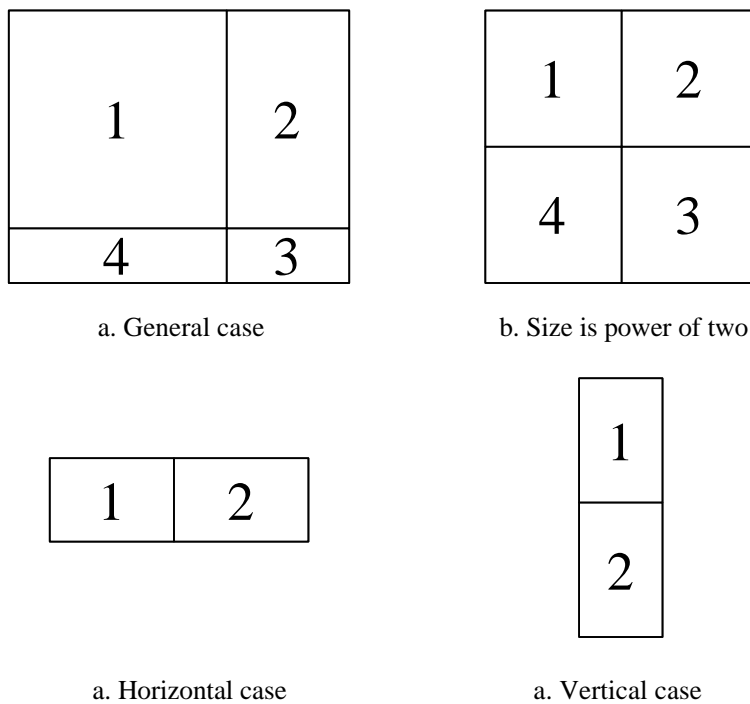 1 2
4 3
a. General case
1 2
4 3
b. Size is power of two
1 2
a. Horizontal case
1
2
a. Vertical case